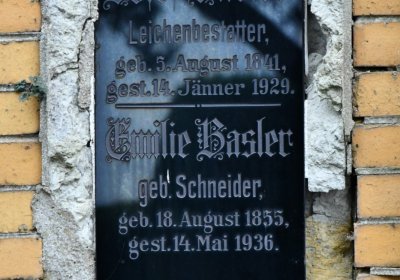 Leichenbestatter,
geb. 5. August 1841,
gest. 14. Jänner 1929.
Emilie Basler
geb. Schneider,
geb. 18. August 1855,
gest. 14. Mai 1936.